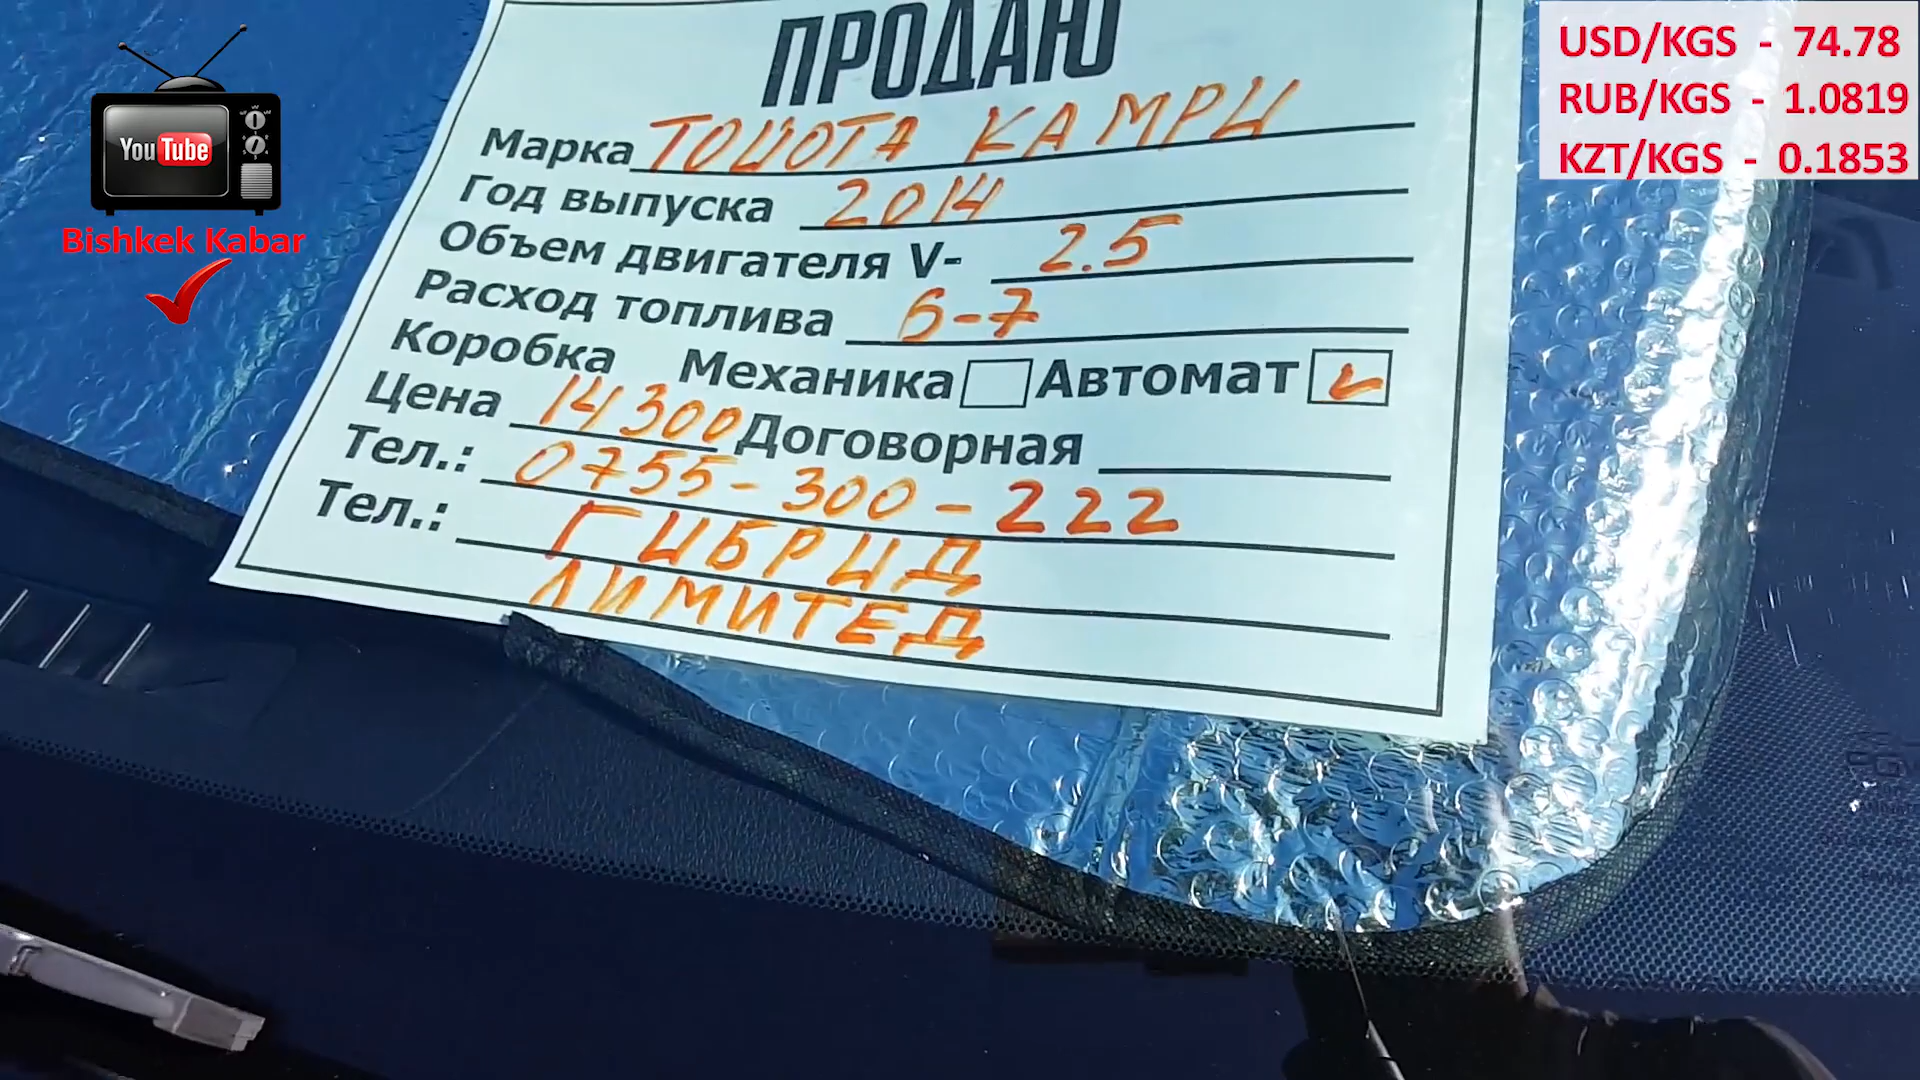 YouTube
Bishkek Kabar
USD/KGS - 74.78
RUB/KGS - 1.0819
KZT/KGS - 0.1853
ПРОДАЮ
Марка ТОЙОТА КАМРИ
Год выпуска 2014
Объем двигателя V- 2.5
Расход топлива 6-7
Коробка Механика Автомат
Цена 14300 Договорная
Тел.: 0755-300-222
Тел.: ГИБРИД
ЛИМИТЕД